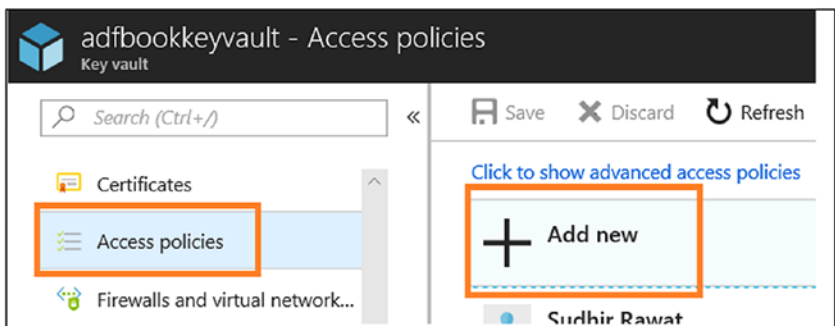 adfbookkeyvault - Access policies
Key vault
Search (Ctrl+/)
«
Save Discard Refresh
Certificates
Access policies
Firewalls and virtual network...
Click to show advanced access policies
Add new
Sudhir Rawat